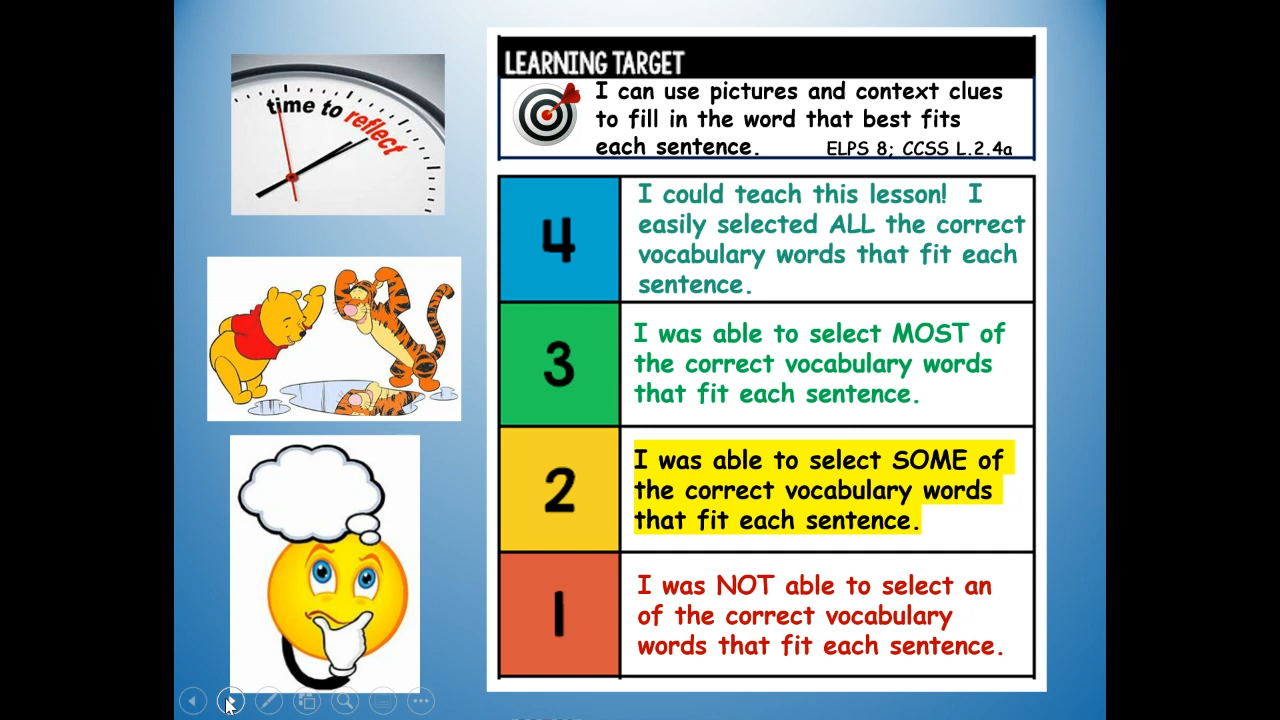 time to reflect
LEARNING TARGET
I can use pictures and context clues
to fill in the word that best fits
each sentence. ELPS 8; CCSS L.2.4a
4
I could teach this lesson! I
easily selected ALL the correct
vocabulary words that fit each
sentence.
3
I was able to select MOST of
the correct vocabulary words
that fit each sentence.
2
I was able to select SOME of
the correct vocabulary words
that fit each sentence.
1
I was NOT able to select an
of the correct vocabulary
words that fit each sentence.